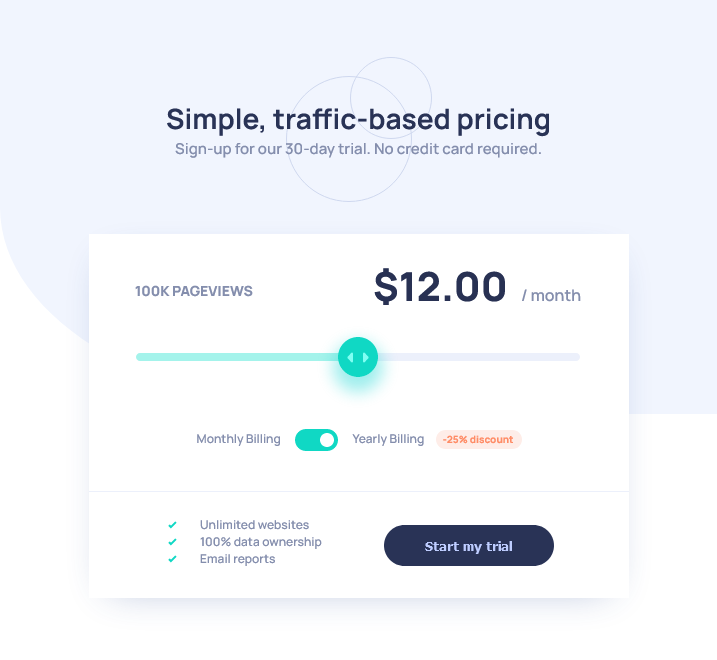 Simple, traffic-based pricing
Sign-up for our 30-day trial. No credit card required.
100K PAGEVIEWS
$12.00 / month
Monthly Billing
Yearly Billing
-25% discount
Unlimited websites
100% data ownership
Email reports
Start my trial